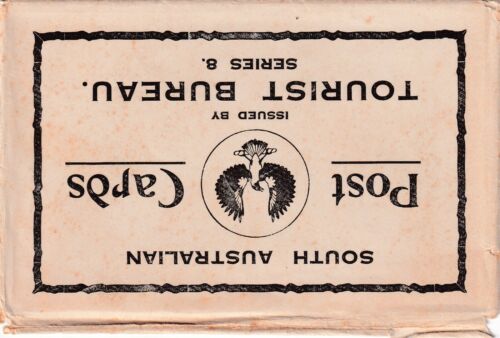 SOUTH AUSTRALIAN
Post Cards
ISSUED BY
TOURIST BUREAU.
SERIES 8.